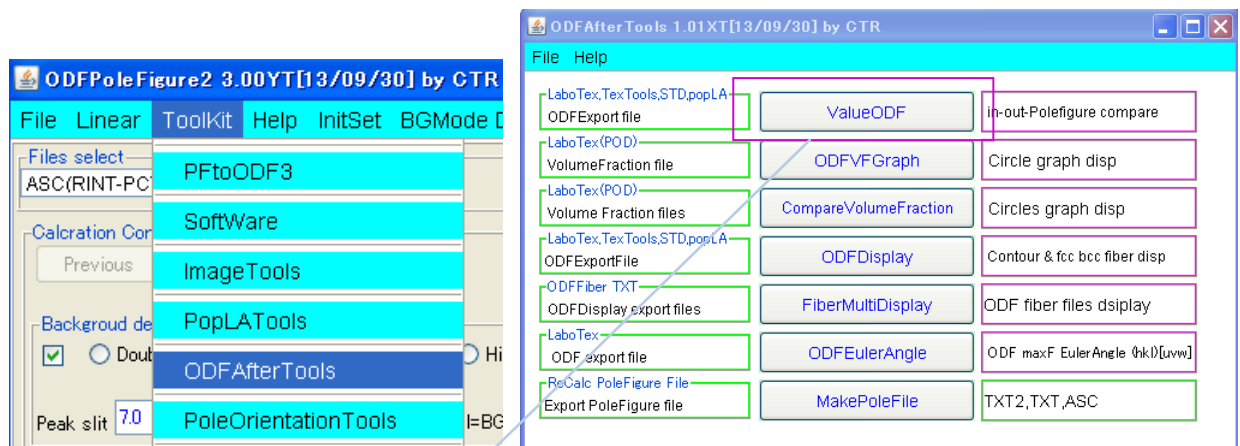 ODFPoleFigure2 3.00YT[13/09/30] by CTR
File Linear ToolKit Help InitSet BGMode
Files select
ASC(RINT-PC
PFtoODF3
SoftWare
Calcration Con
Previous
ImageTools
Backgroud de
PopLATools
Doub
Hi
ODFAfterTools
Peak slit 7.0
PoleOrientationTools
I=BG
ODFAfterTools 1.01XT[13/09/30] by CTR
File Help
LaboTex,TexTools,STD,popLA
ODFExport file
ValueODF
in-out-Polefigure compare
LaboTex(POD)
VolumeFraction file
ODFVFGraph
Circle graph disp
LaboTex(POD)
Volume Fraction files
CompareVolumeFraction
Circles graph disp
LaboTex,TexTools,STD,popLA
ODFExportFile
ODFDisplay
Contour & fcc bcc fiber disp
ODFFiber TXT
ODFDisplay export files
FiberMultiDisplay
ODF fiber files dsiplay
LaboTex
ODF export file
ODFEulerAngle
ODF maxF EulerAngle (hkl)[uvw]
ReCalc PoleFigure File
Export PoleFigure file
MakePoleFile
TXT2,TXT,ASC